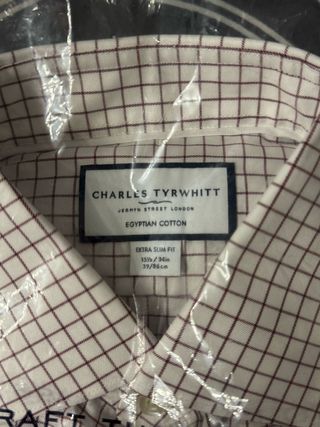 CHARLES TYRWHITT
JERMYN STREET LONDON
EGYPTIAN COTTON
EXTRA SLIM FIT
15½ / 34in
39/86cm